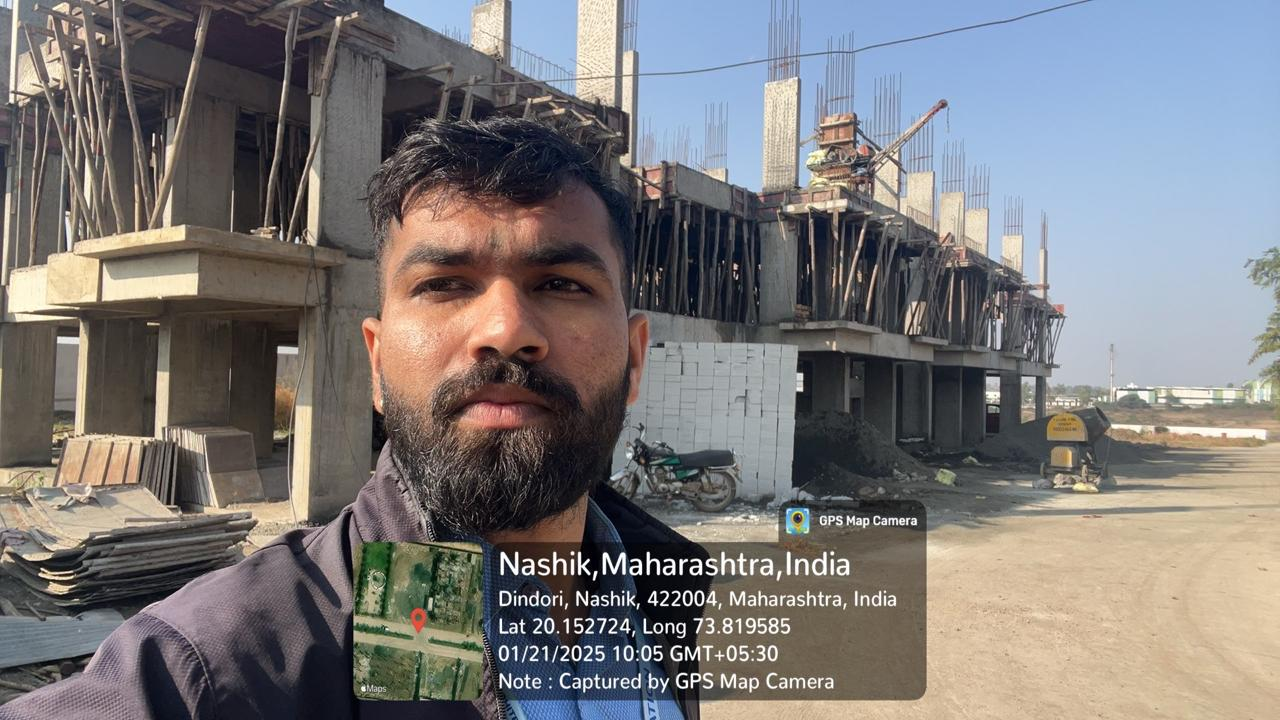 GPS Map Camera
Nashik,Maharashtra,India
Dindori, Nashik, 422004, Maharashtra, India
Lat 20.152724, Long 73.819585
01/21/2025 10:05 GMT+05:30
Note : Captured by GPS Map Camera
Maps